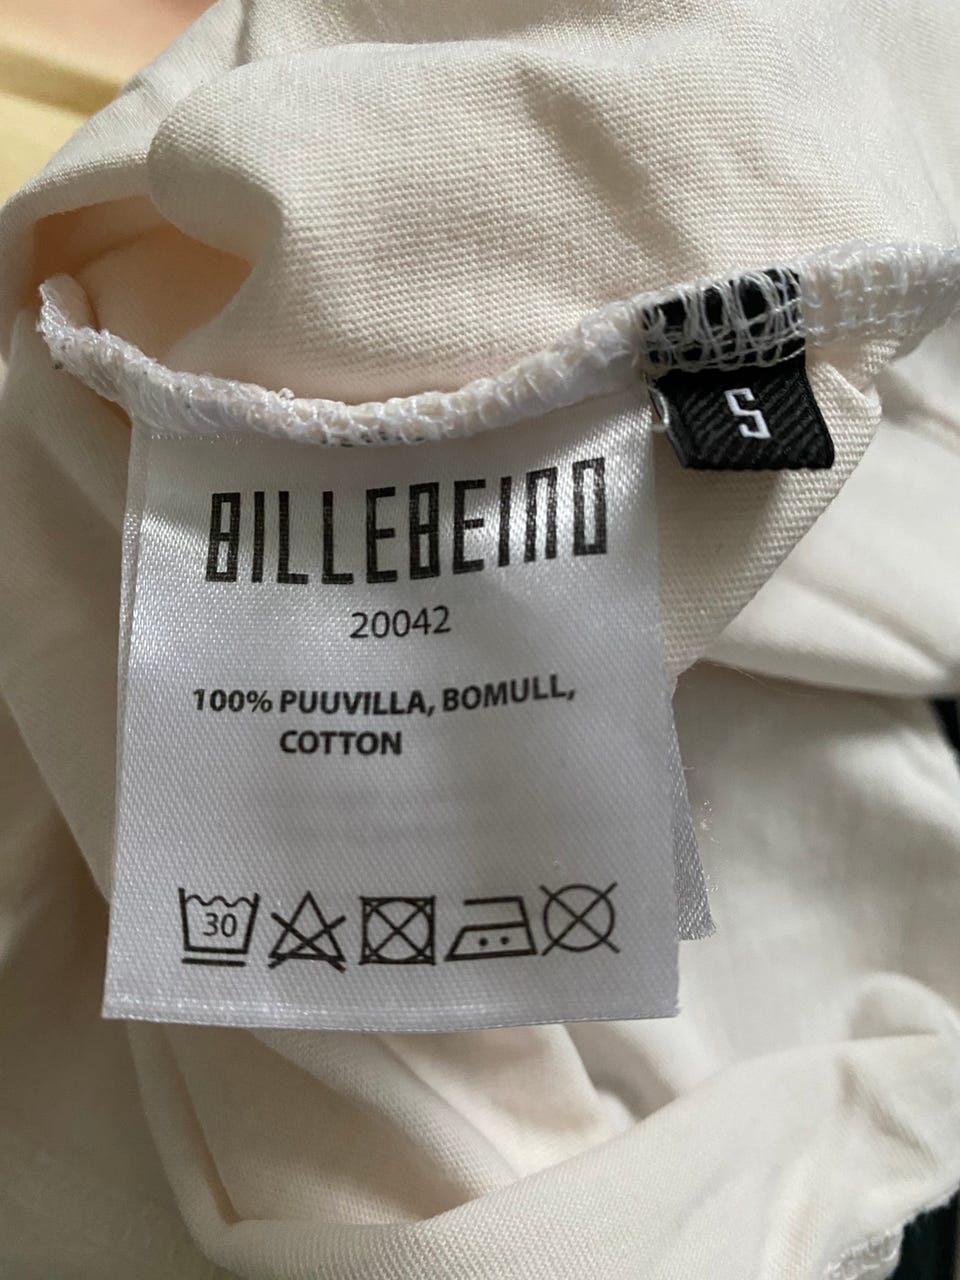 S
BILLEBEINO
20042
100% PUUVILLA, BOMULL,
COTTON
30